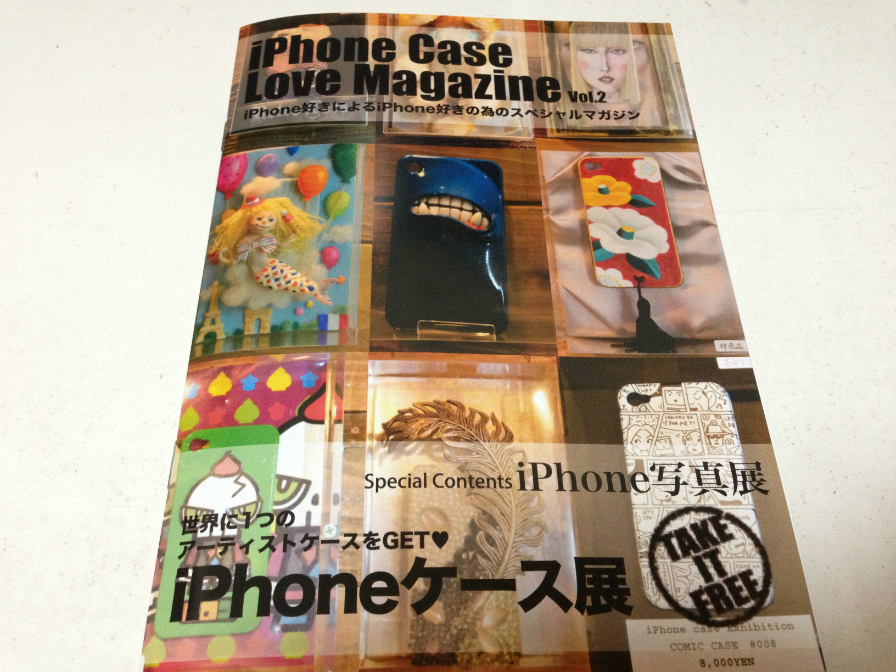 iPhone Case
Love Magazine Vol.2
iPhone好きによるiPhone好きの為のスペシャルマガジン
非売品
Special Contents iPhone写真展
世界に1つの
アーティストケースをGET♥
iPhoneケース展
TAKE
IT
FREE
iPhone case Exhibition
COMIC CASE #008
8,000YEN